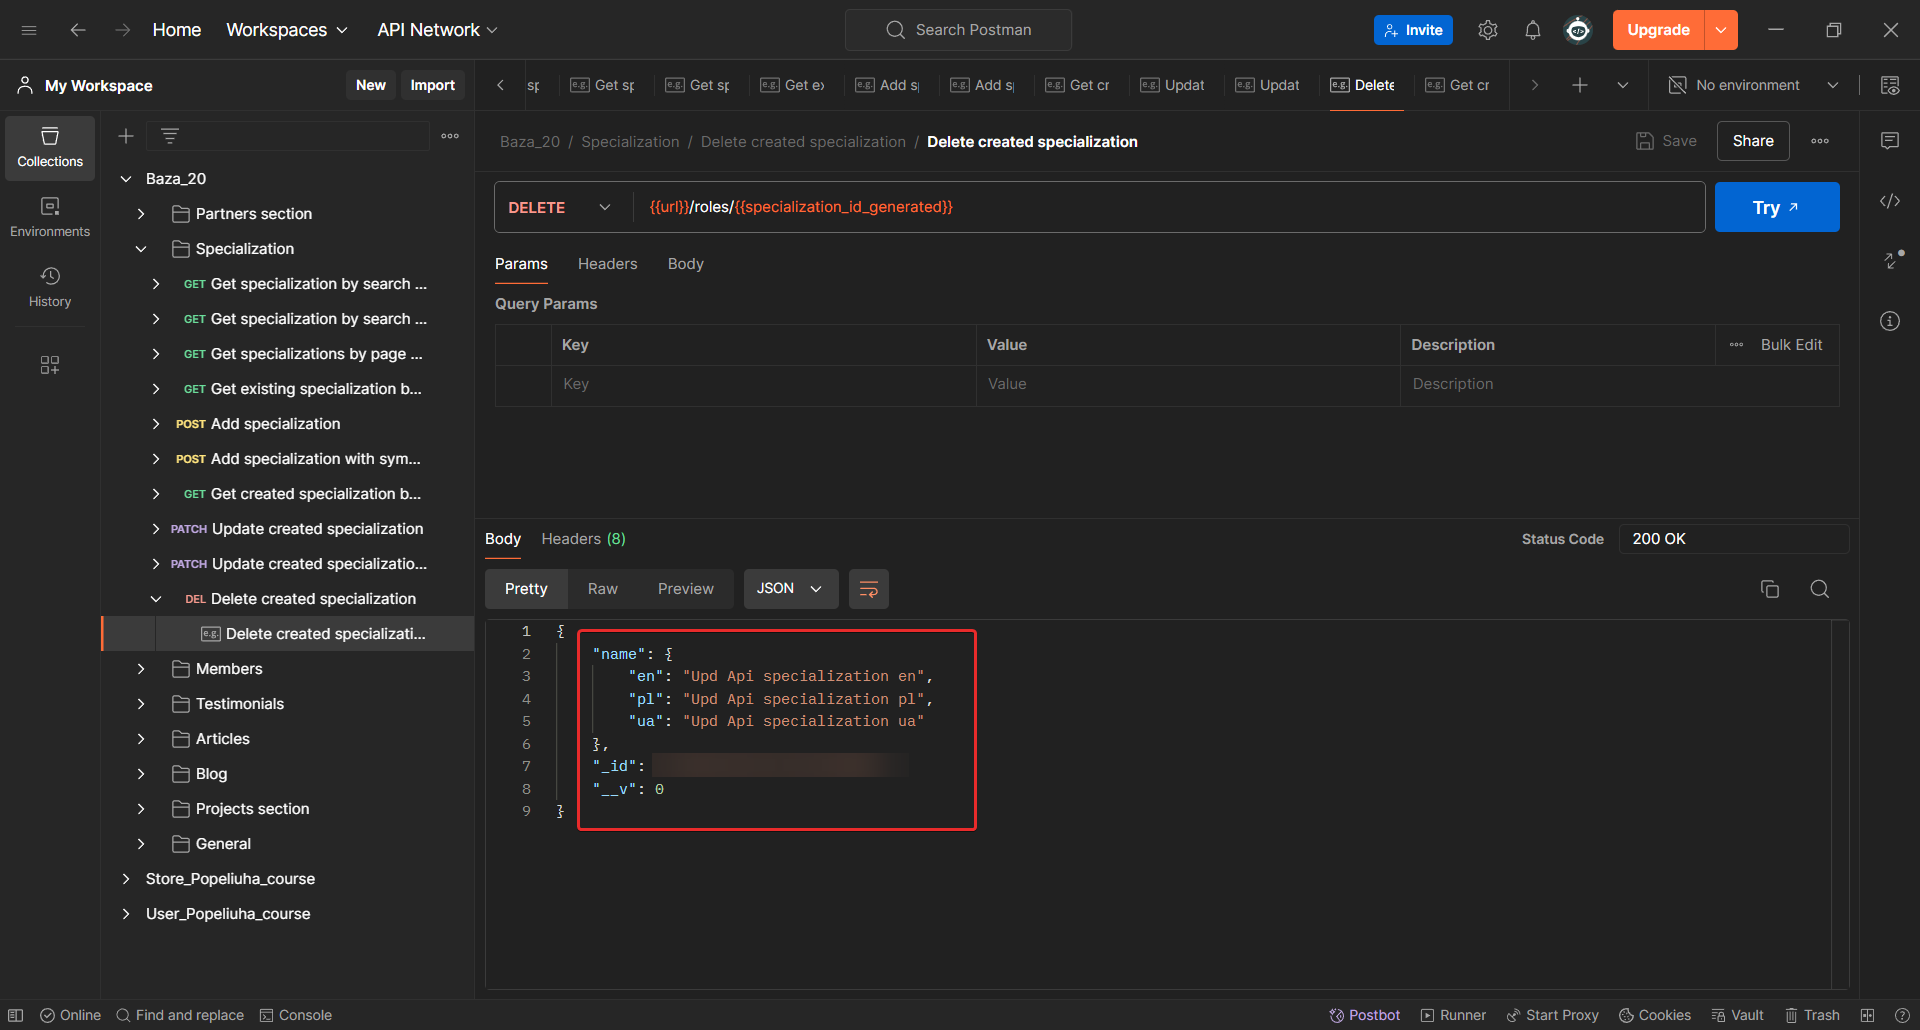 Home Workspaces API Network Search Postman Invite Upgrade
My Workspace New Import
sp e.g. Get sp e.g. Get sp e.g. Get ex e.g. Add s e.g. Add s e.g. Get cr e.g. Updat e.g. Updat e.g. Delete e.g. Get cr No environment
Collections
Environments
History
Baza_20
Partners section
Specialization
GET Get specialization by search ...
GET Get specialization by search ...
GET Get specializations by page ...
GET Get existing specialization b...
POST Add specialization
POST Add specialization with sym...
GET Get created specialization b...
PATCH Update created specialization
PATCH Update created specializatio...
DEL Delete created specialization
e.g. Delete created specializati...
Members
Testimonials
Articles
Blog
Projects section
General
Store_Popeliuha_course
User_Popeliuha_course
Baza_20 / Specialization / Delete created specialization / Delete created specialization Save Share
DELETE {{url}}/roles/{{specialization_id_generated}} Try
Params Headers Body
Query Params
Key Value Description Bulk Edit
Key Value Description
Body Headers (8) Status Code 200 OK
Pretty Raw Preview JSON
1 {
2 "name": {
3 "en": "Upd Api specialization en",
4 "pl": "Upd Api specialization pl",
5 "ua": "Upd Api specialization ua"
6 },
7 "_id":
8 "__v": 0
9 }
Online Find and replace Console Postbot Runner Start Proxy Cookies Vault Trash